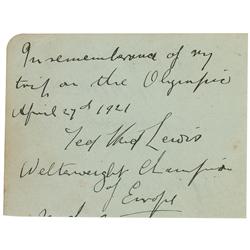 In remembrance of my
trip on the Olympic
April 27th 1921
Ted Kid Lewis
Welterweight Champion
of Europe